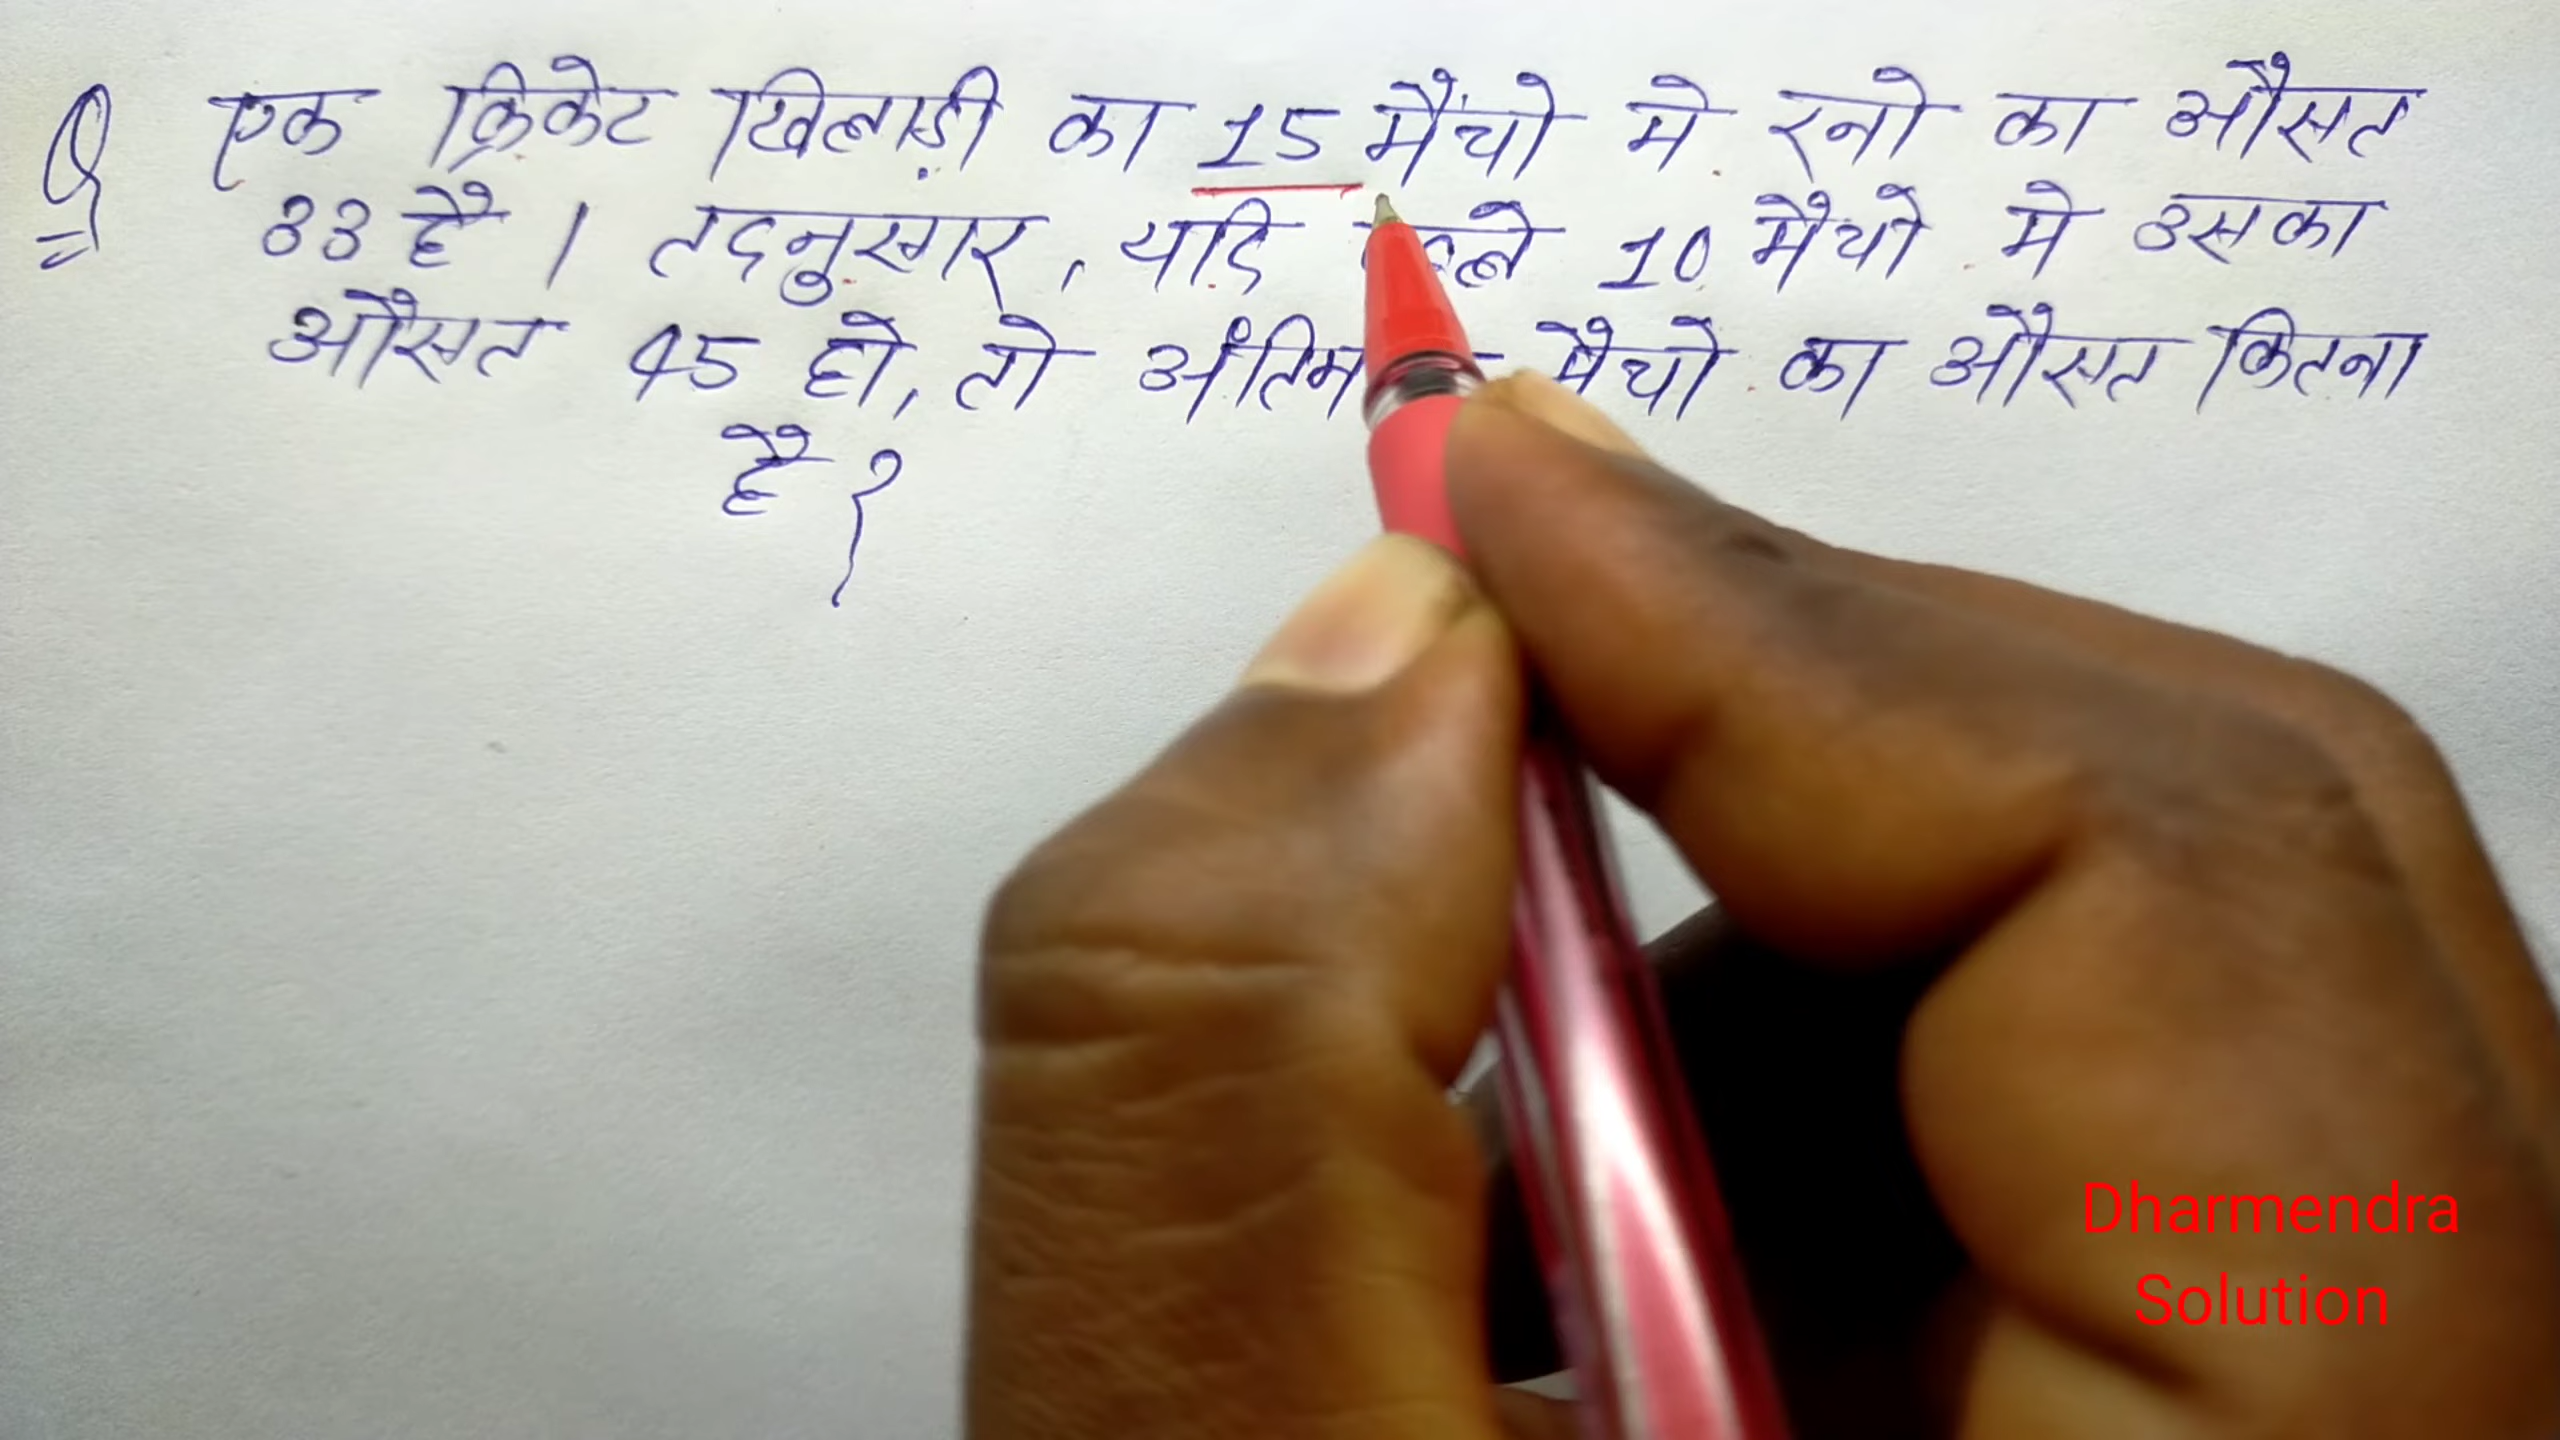 Q एक क्रिकेट खिलाड़ी का 15 मैंचो मे रनो का औसत
33 है । तदनुसार, यदि 10 मैचो मे उसका
औसत 45 हो, तो अंतिम मैचो का औसत कितना
है ?
Dharmendra
Solution